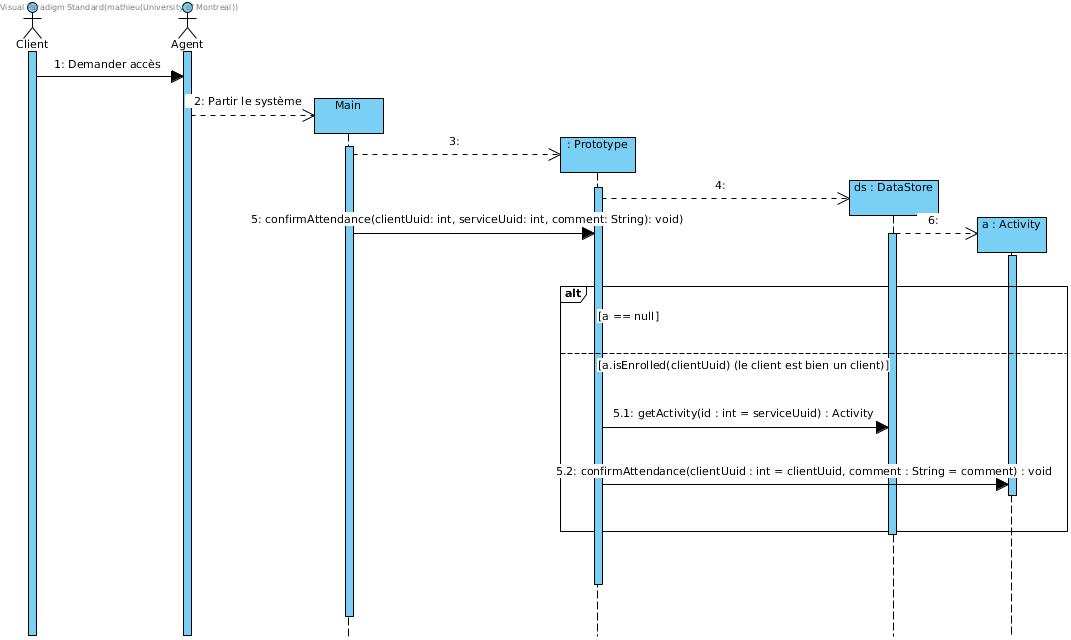 Visual Paradigm Standard(mathieu(University of Montreal))
Client
Agent
1: Demander accès
2: Partir le système
Main
3:
: Prototype
4:
ds : DataStore
5: confirmAttendance(clientUuid: int, serviceUuid: int, comment: String): void)
6:
a : Activity
alt
[a == null]
[a.isEnrolled(clientUuid) (le client est bien un client)]
5.1: getActivity(id : int = serviceUuid) : Activity
5.2: confirmAttendance(clientUuid : int = clientUuid, comment : String = comment) : void